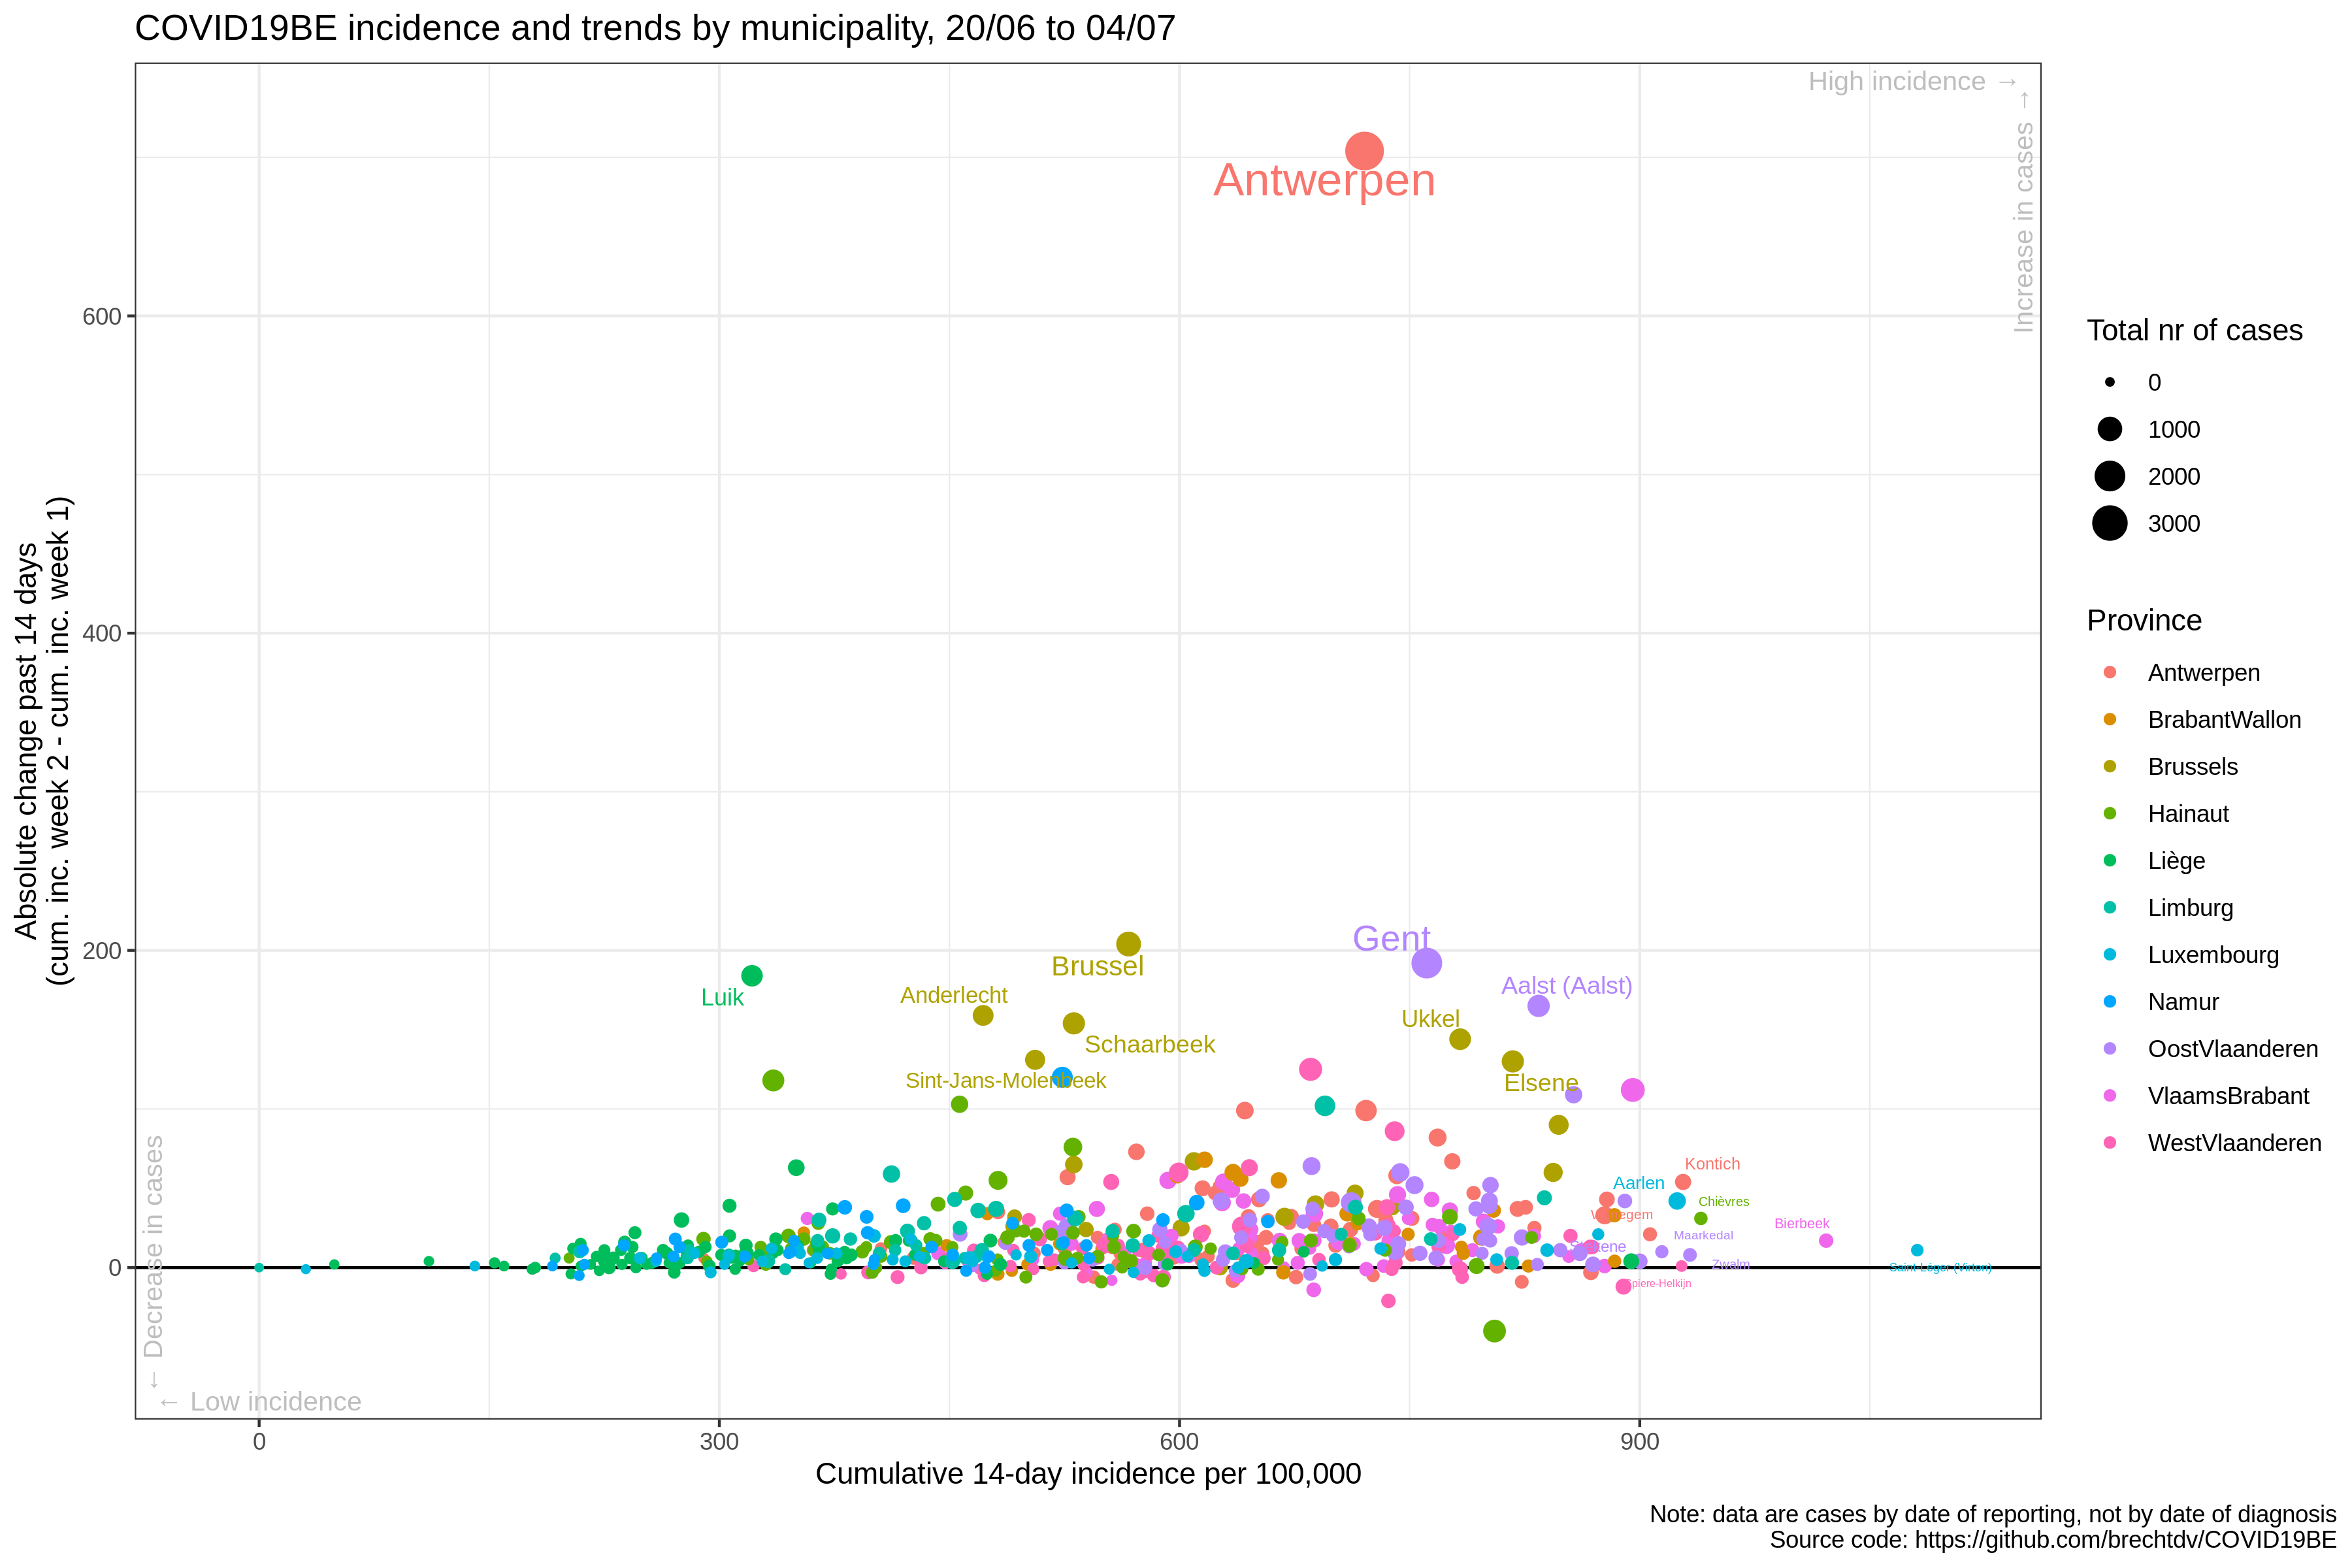 COVID19BE incidence and trends by municipality, 20/06 to 04/07
High incidence →
Increase in cases →
Antwerpen
600
400
200
0
Absolute change past 14 days
(cum. inc. week 2 - cum. inc. week 1)
Gent
Brussel
Luik
Anderlecht
Aalst (Aalst)
Ukkel
Schaarbeek
Sint-Jans-Molenbeek
Elsene
Kontich
Aarlen
Chièvres
Bierbeek
Maarkedal
Zwalm
Saint-Léger (Virton)
Spiere-Helkijn
← Decrease in cases
← Low incidence
0
300
600
900
Cumulative 14-day incidence per 100,000
Total nr of cases
0
1000
2000
3000
Province
Antwerpen
BrabantWallon
Brussels
Hainaut
Liège
Limburg
Luxembourg
Namur
OostVlaanderen
VlaamsBrabant
WestVlaanderen
Note: data are cases by date of reporting, not by date of diagnosis
Source code: https://github.com/brechtdv/COVID19BE